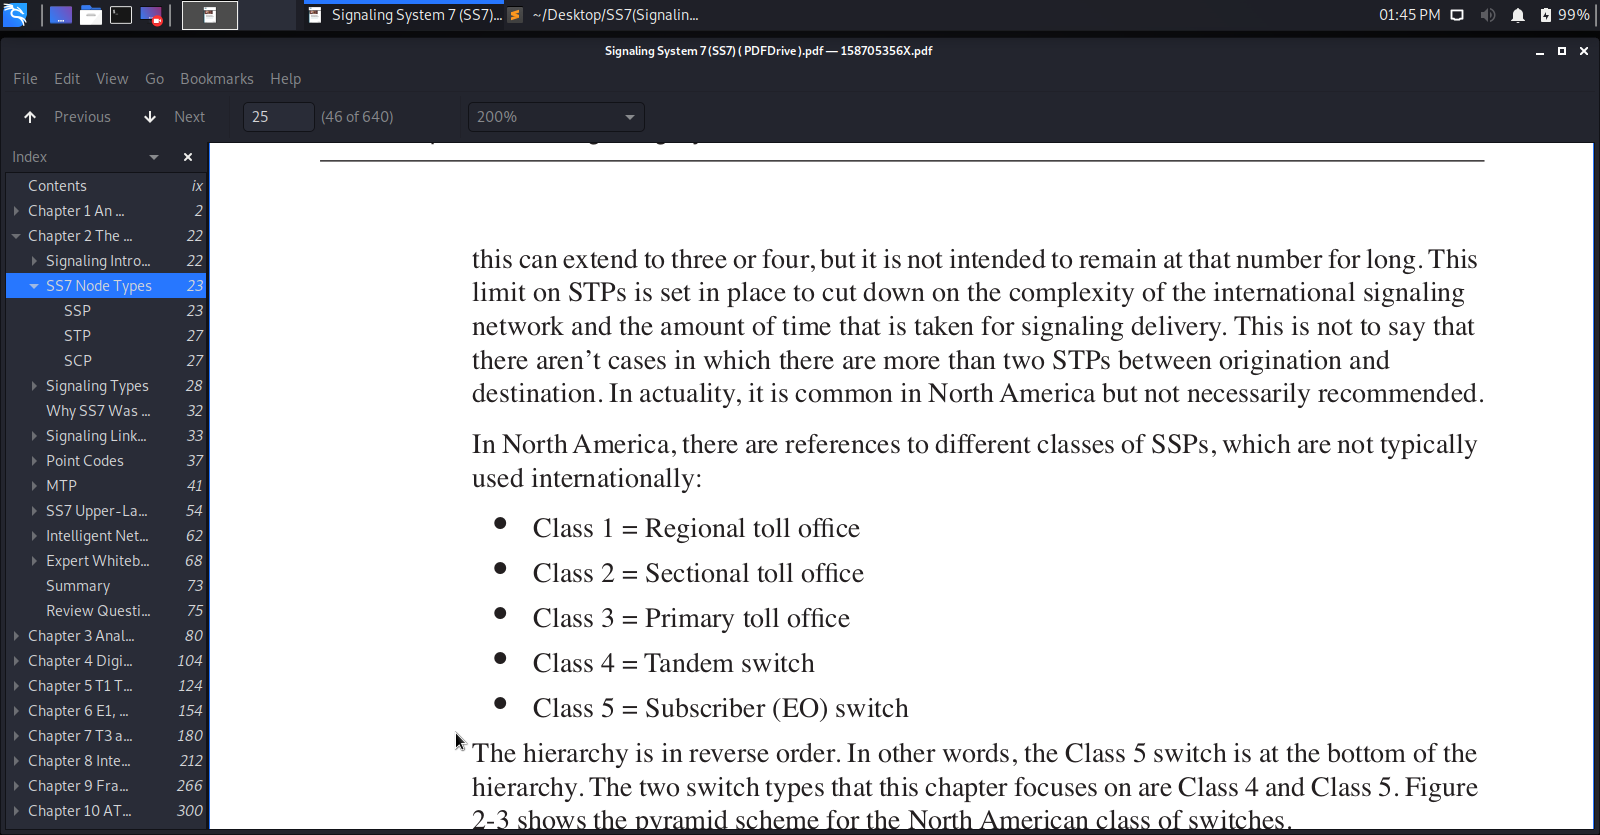 Signaling System 7 (SS7)...
~/Desktop/SS7(Signalin...
01:45 PM
99%
Signaling System 7 (SS7) ( PDFDrive ).pdf — 158705356X.pdf
File Edit View Go Bookmarks Help
Previous Next 25 (46 of 640) 200%
Index
Contents ix
Chapter 1 An ... 2
Chapter 2 The ... 22
Signaling Intro... 22
SS7 Node Types 23
SSP 23
STP 27
SCP 27
Signaling Types 28
Why SS7 Was ... 32
Signaling Link... 33
Point Codes 37
MTP 41
SS7 Upper-La... 54
Intelligent Net... 62
Expert Whiteb... 68
Summary 73
Review Questi... 75
Chapter 3 Anal... 80
Chapter 4 Digi... 104
Chapter 5 T1 T... 124
Chapter 6 E1, ... 154
Chapter 7 T3 a... 180
Chapter 8 Inte... 212
Chapter 9 Fra... 266
Chapter 10 AT... 300
this can extend to three or four, but it is not intended to remain at that number for long. This
limit on STPs is set in place to cut down on the complexity of the international signaling
network and the amount of time that is taken for signaling delivery. This is not to say that
there aren’t cases in which there are more than two STPs between origination and
destination. In actuality, it is common in North America but not necessarily recommended.
In North America, there are references to different classes of SSPs, which are not typically
used internationally:
• Class 1 = Regional toll office
• Class 2 = Sectional toll office
• Class 3 = Primary toll office
• Class 4 = Tandem switch
• Class 5 = Subscriber (EO) switch
The hierarchy is in reverse order. In other words, the Class 5 switch is at the bottom of the
hierarchy. The two switch types that this chapter focuses on are Class 4 and Class 5. Figure
2-3 shows the pyramid scheme for the North American class of switches.